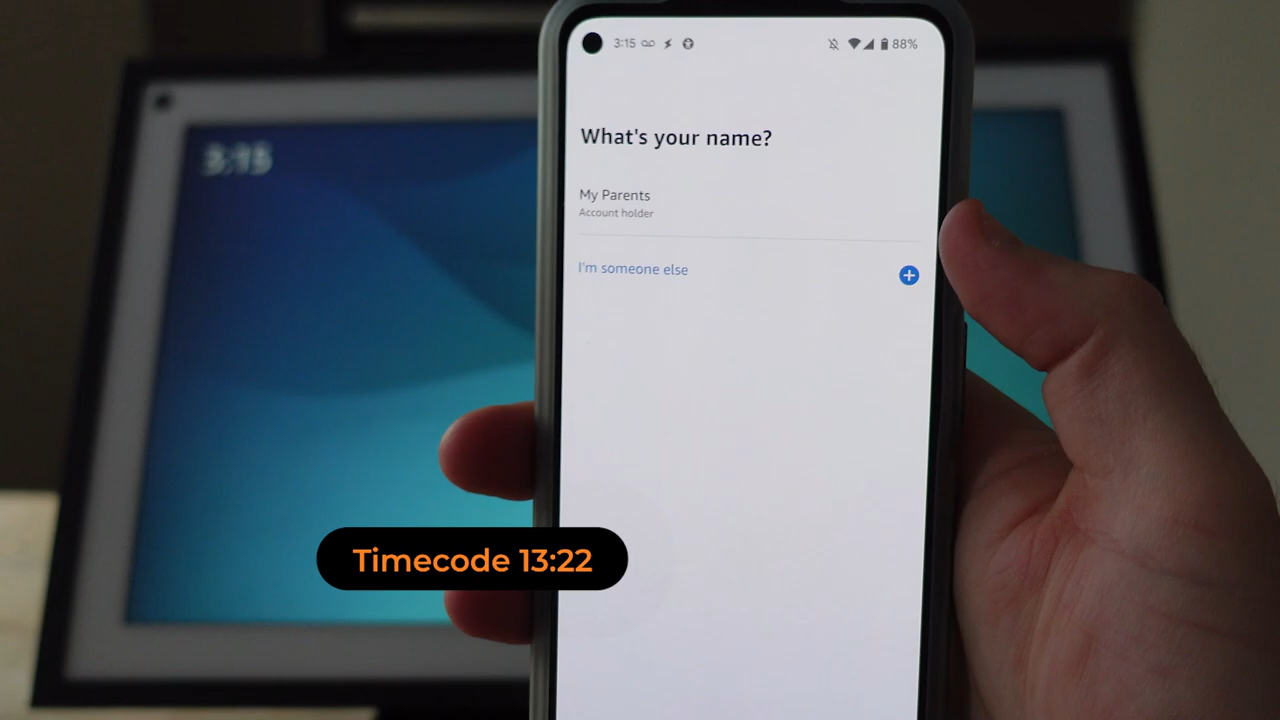 3:15
3:15 88%
What's your name?
My Parents
Account holder
I'm someone else
Timecode 13:22